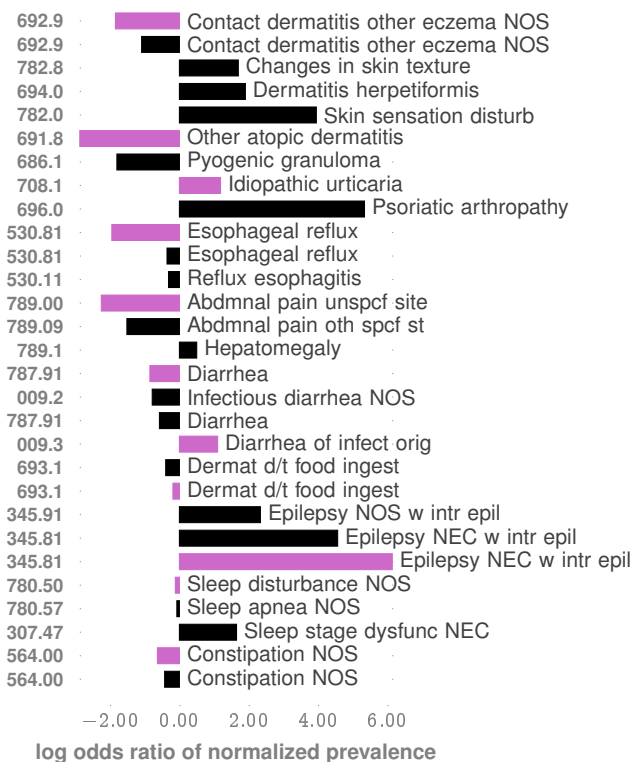 692.9 Contact dermatitis other eczema NOS
692.9 Contact dermatitis other eczema NOS
782.8 Changes in skin texture
694.0 Dermatitis herpetiformis
782.0 Skin sensation disturb
691.8 Other atopic dermatitis
686.1 Pyogenic granuloma
708.1 Idiopathic urticaria
696.0 Psoriatic arthropathy
530.81 Esophageal reflux
530.81 Esophageal reflux
530.11 Reflux esophagitis
789.00 Abdmnal pain unspcf site
789.09 Abdmnal pain oth spcf st
789.1 Hepatomegaly
787.91 Diarrhea
009.2 Infectious diarrhea NOS
787.91 Diarrhea
009.3 Diarrhea of infect orig
693.1 Dermat d/t food ingest
693.1 Dermat d/t food ingest
345.91 Epilepsy NOS w intr epil
345.81 Epilepsy NEC w intr epil
345.81 Epilepsy NEC w intr epil
780.50 Sleep disturbance NOS
780.57 Sleep apnea NOS
307.47 Sleep stage dysfunc NEC
564.00 Constipation NOS
564.00 Constipation NOS
−2.00 0.00 2.00 4.00 6.00
log odds ratio of normalized prevalence